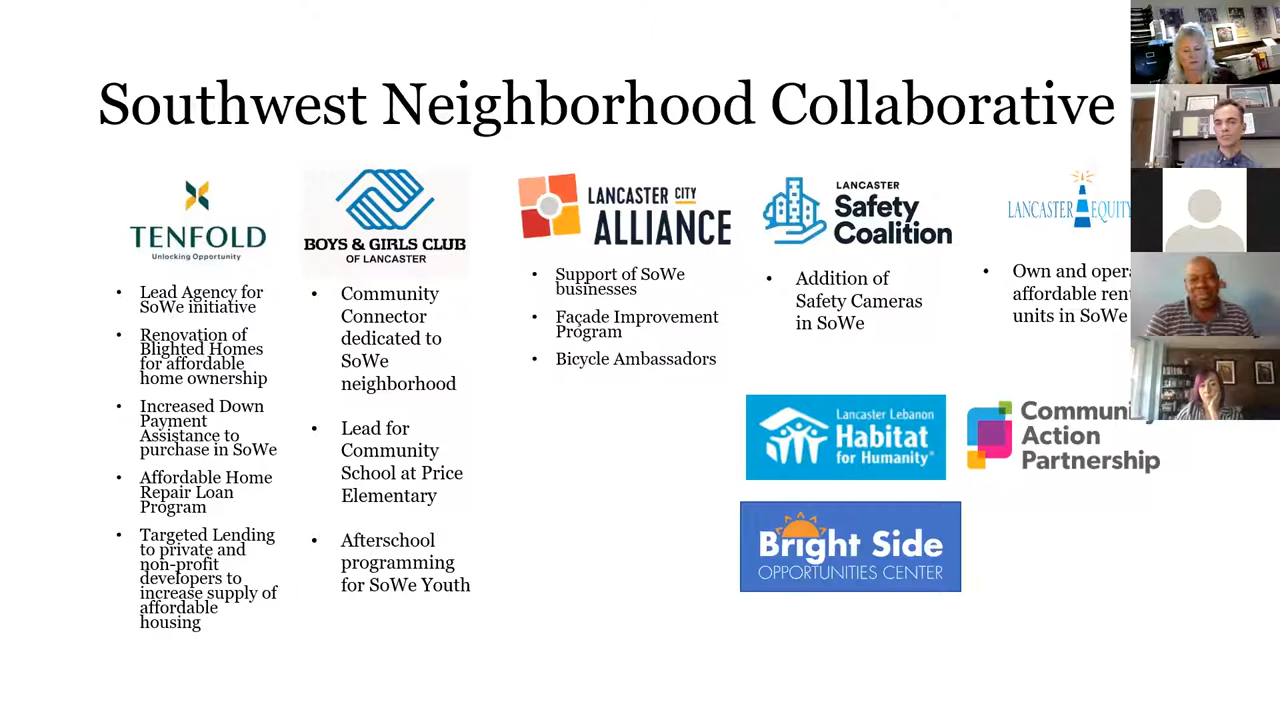 Southwest Neighborhood Collaborative
TENFOLD
Unlocking Opportunity
• Lead Agency for
SoWe initiative
• Renovation of
Blighted Homes
for affordable
home ownership
• Increased Down
Payment
Assistance to
purchase in SoWe
• Affordable Home
Repair Loan
Program
• Targeted Lending
to private and
non-profit
developers to
increase supply of
affordable
housing
BOYS & GIRLS CLUB
OF LANCASTER
• Community
Connector
dedicated to
SoWe
neighborhood
• Lead for
Community
School at Price
Elementary
• Afterschool
programming
for SoWe Youth
LANCASTER CITY
ALLIANCE
• Support of SoWe
businesses
• Façade Improvement
Program
• Bicycle Ambassadors
LANCASTER
Safety
Coalition
• Addition of
Safety Cameras
in SoWe
LANCASTER EQUITY
• Own and opera
affordable ren
units in SoWe
Lancaster Lebanon
Habitat
for Humanity®
Communi
Action
Partnership
Bright Side
OPPORTUNITIES CENTER